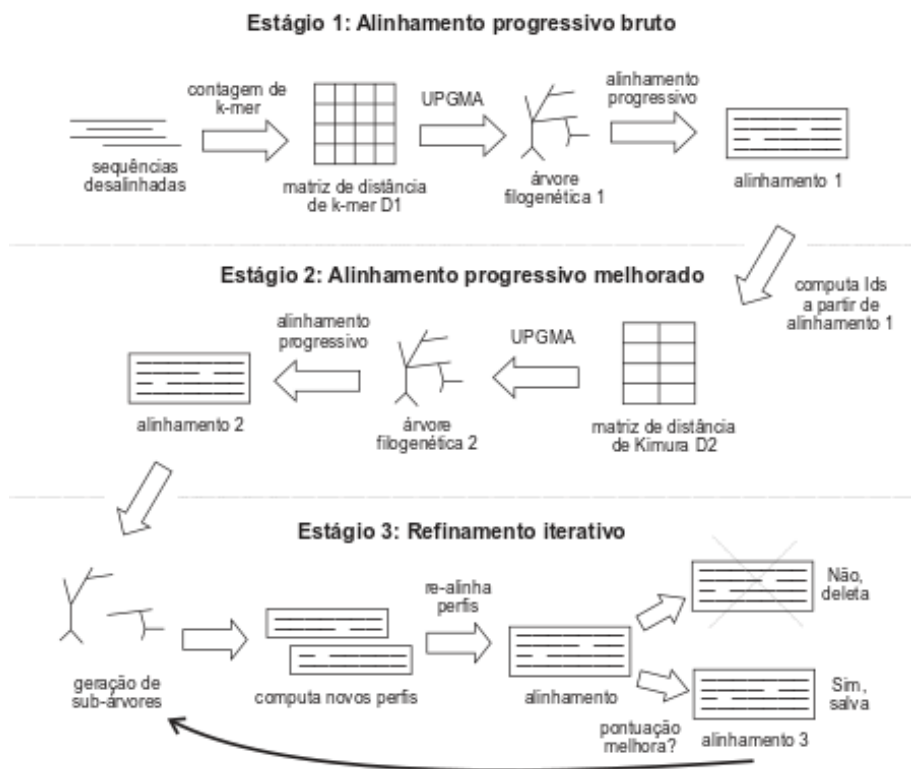 Estágio 1: Alinhamento progressivo bruto
contagem de
k-mer
UPGMA
alinhamento
progressivo
sequências
desalinhadas
matriz de distância
de k-mer D1
árvore
filogenética 1
alinhamento 1
Estágio 2: Alinhamento progressivo melhorado
computa Ids
a partir de
alinhamento 1
alinhamento
progressivo
UPGMA
alinhamento 2
árvore
filogenética 2
matriz de distância
de Kimura D2
Estágio 3: Refinamento iterativo
re-alinha
perfis
Não,
deleta
geração de
sub-árvores
computa novos perfis
alinhamento
Sim,
salva
pontuação
melhora?
alinhamento 3